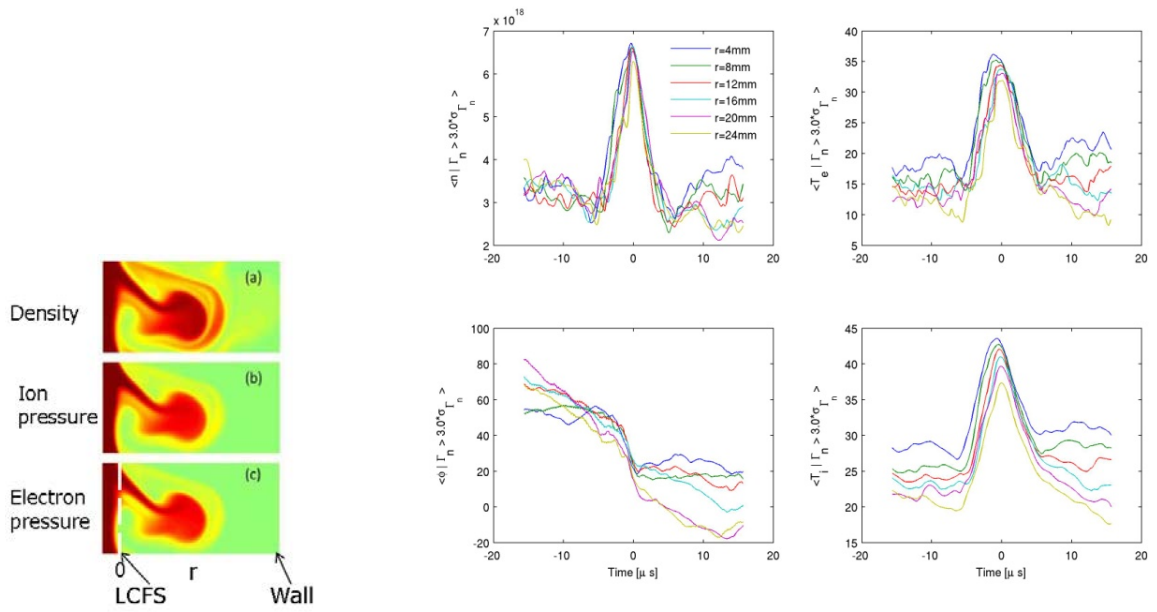 (a)
Density
(b)
Ion
pressure
(c)
Electron
pressure
0
r
LCFS
Wall
x 10^18
7
6
5
4
3
2
-20
-10
0
10
20
<n | Γ_n > 3.0*σ_Γ_n >
r=4mm
r=8mm
r=12mm
r=16mm
r=20mm
r=24mm
40
35
30
25
20
15
10
5
-20
-10
0
10
20
<T_e | Γ_n > 3.0*σ_Γ_n >
100
80
60
40
20
0
-20
-20
-10
0
10
20
<ϕ | Γ_n > 3.0*σ_Γ_n >
Time [μ s]
45
40
35
30
25
20
15
-20
-10
0
10
20
<T_i | Γ_n > 3.0*σ_Γ_n >
Time [μ s]